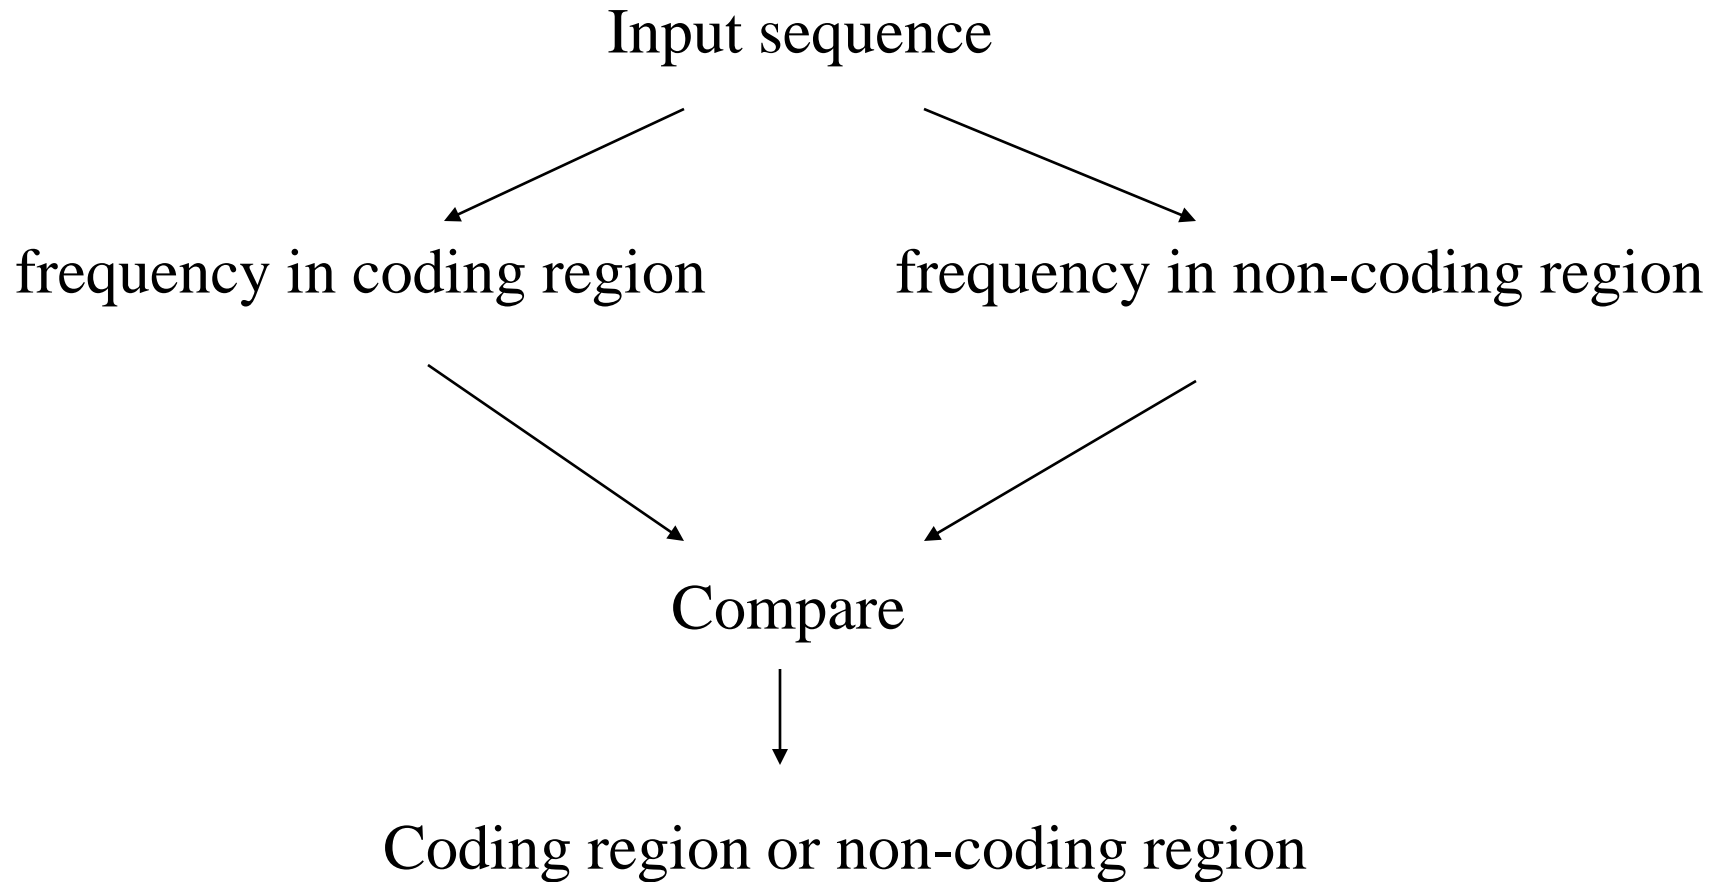 Input sequence
frequency in coding region
frequency in non-coding region
Compare
Coding region or non-coding region